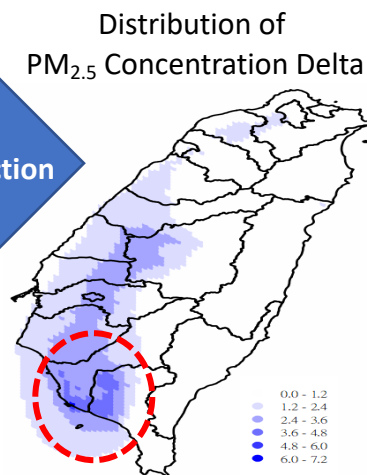 Distribution of
PM2.5 Concentration Delta
0.0 - 1.2
1.2 - 2.4
2.4 - 3.6
3.6 - 4.8
4.8 - 6.0
6.0 - 7.2